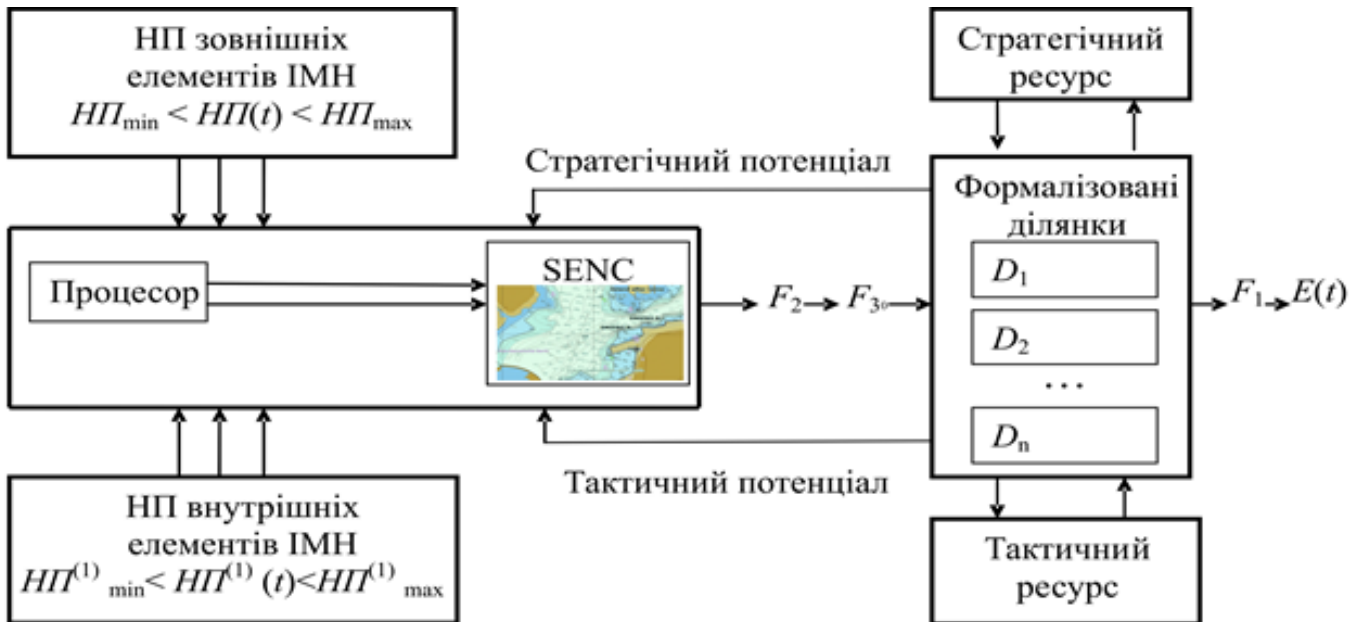 НП зовнішніх
елементів ІМН
НПmin < НП(t) < НПmax
Стратегічний
ресурс
Стратегічний потенціал
Формалізовані
ділянки
Процесор
SENC
D1
D2
...
Dn
F2
F3
F1
E(t)
Тактичний потенціал
НП внутрішніх
елементів ІМН
НП(1) min< НП(1) (t)<НП(1) max
Тактичний
ресурс